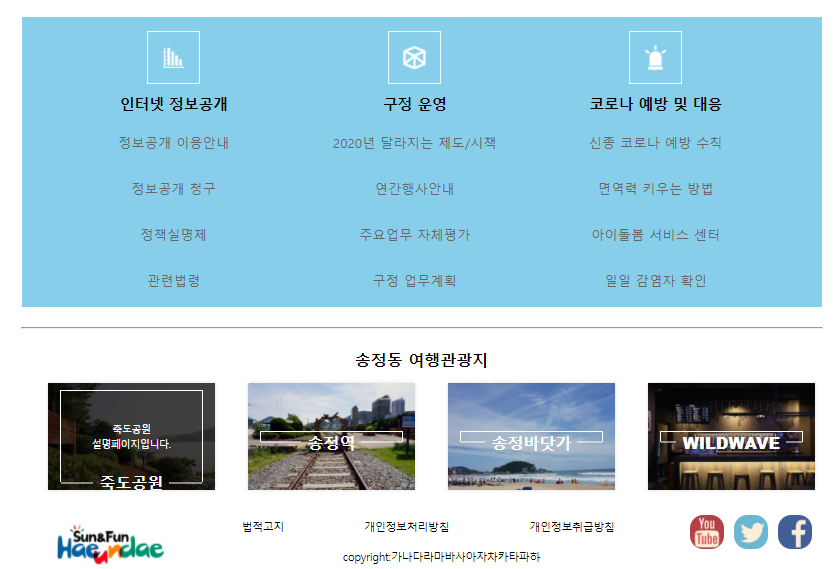 인터넷 정보공개
정보공개 이용안내
정보공개 청구
정책실명제
관련법령
구정 운영
2020년 달라지는 제도/시책
연간행사안내
주요업무 자체평가
구정 업무계획
코로나 예방 및 대응
신종 코로나 예방 수칙
면역력 키우는 방법
아이돌봄 서비스 센터
일일 감염자 확인
송정동 여행관광지
죽도공원
설명페이지입니다.
죽도공원
송정역
송정바닷가
WILDWAVE
Sun&Fun
Haeundae
법적고지
개인정보처리방침
개인정보취급방침
copyright:가나다라마바사아자차카타파하
You
Tube